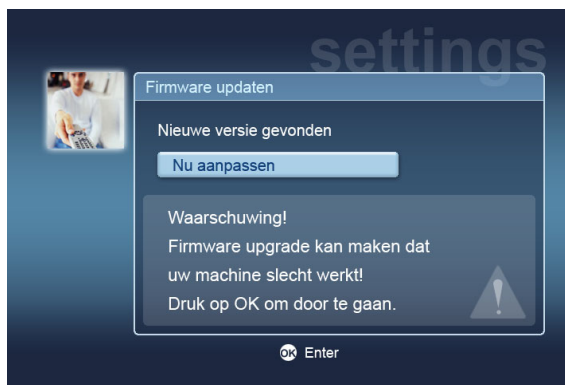 settings
Firmware updaten
Nieuwe versie gevonden
Nu aanpassen
Waarschuwing!
Firmware upgrade kan maken dat
uw machine slecht werkt!
Druk op OK om door te gaan.
OK Enter